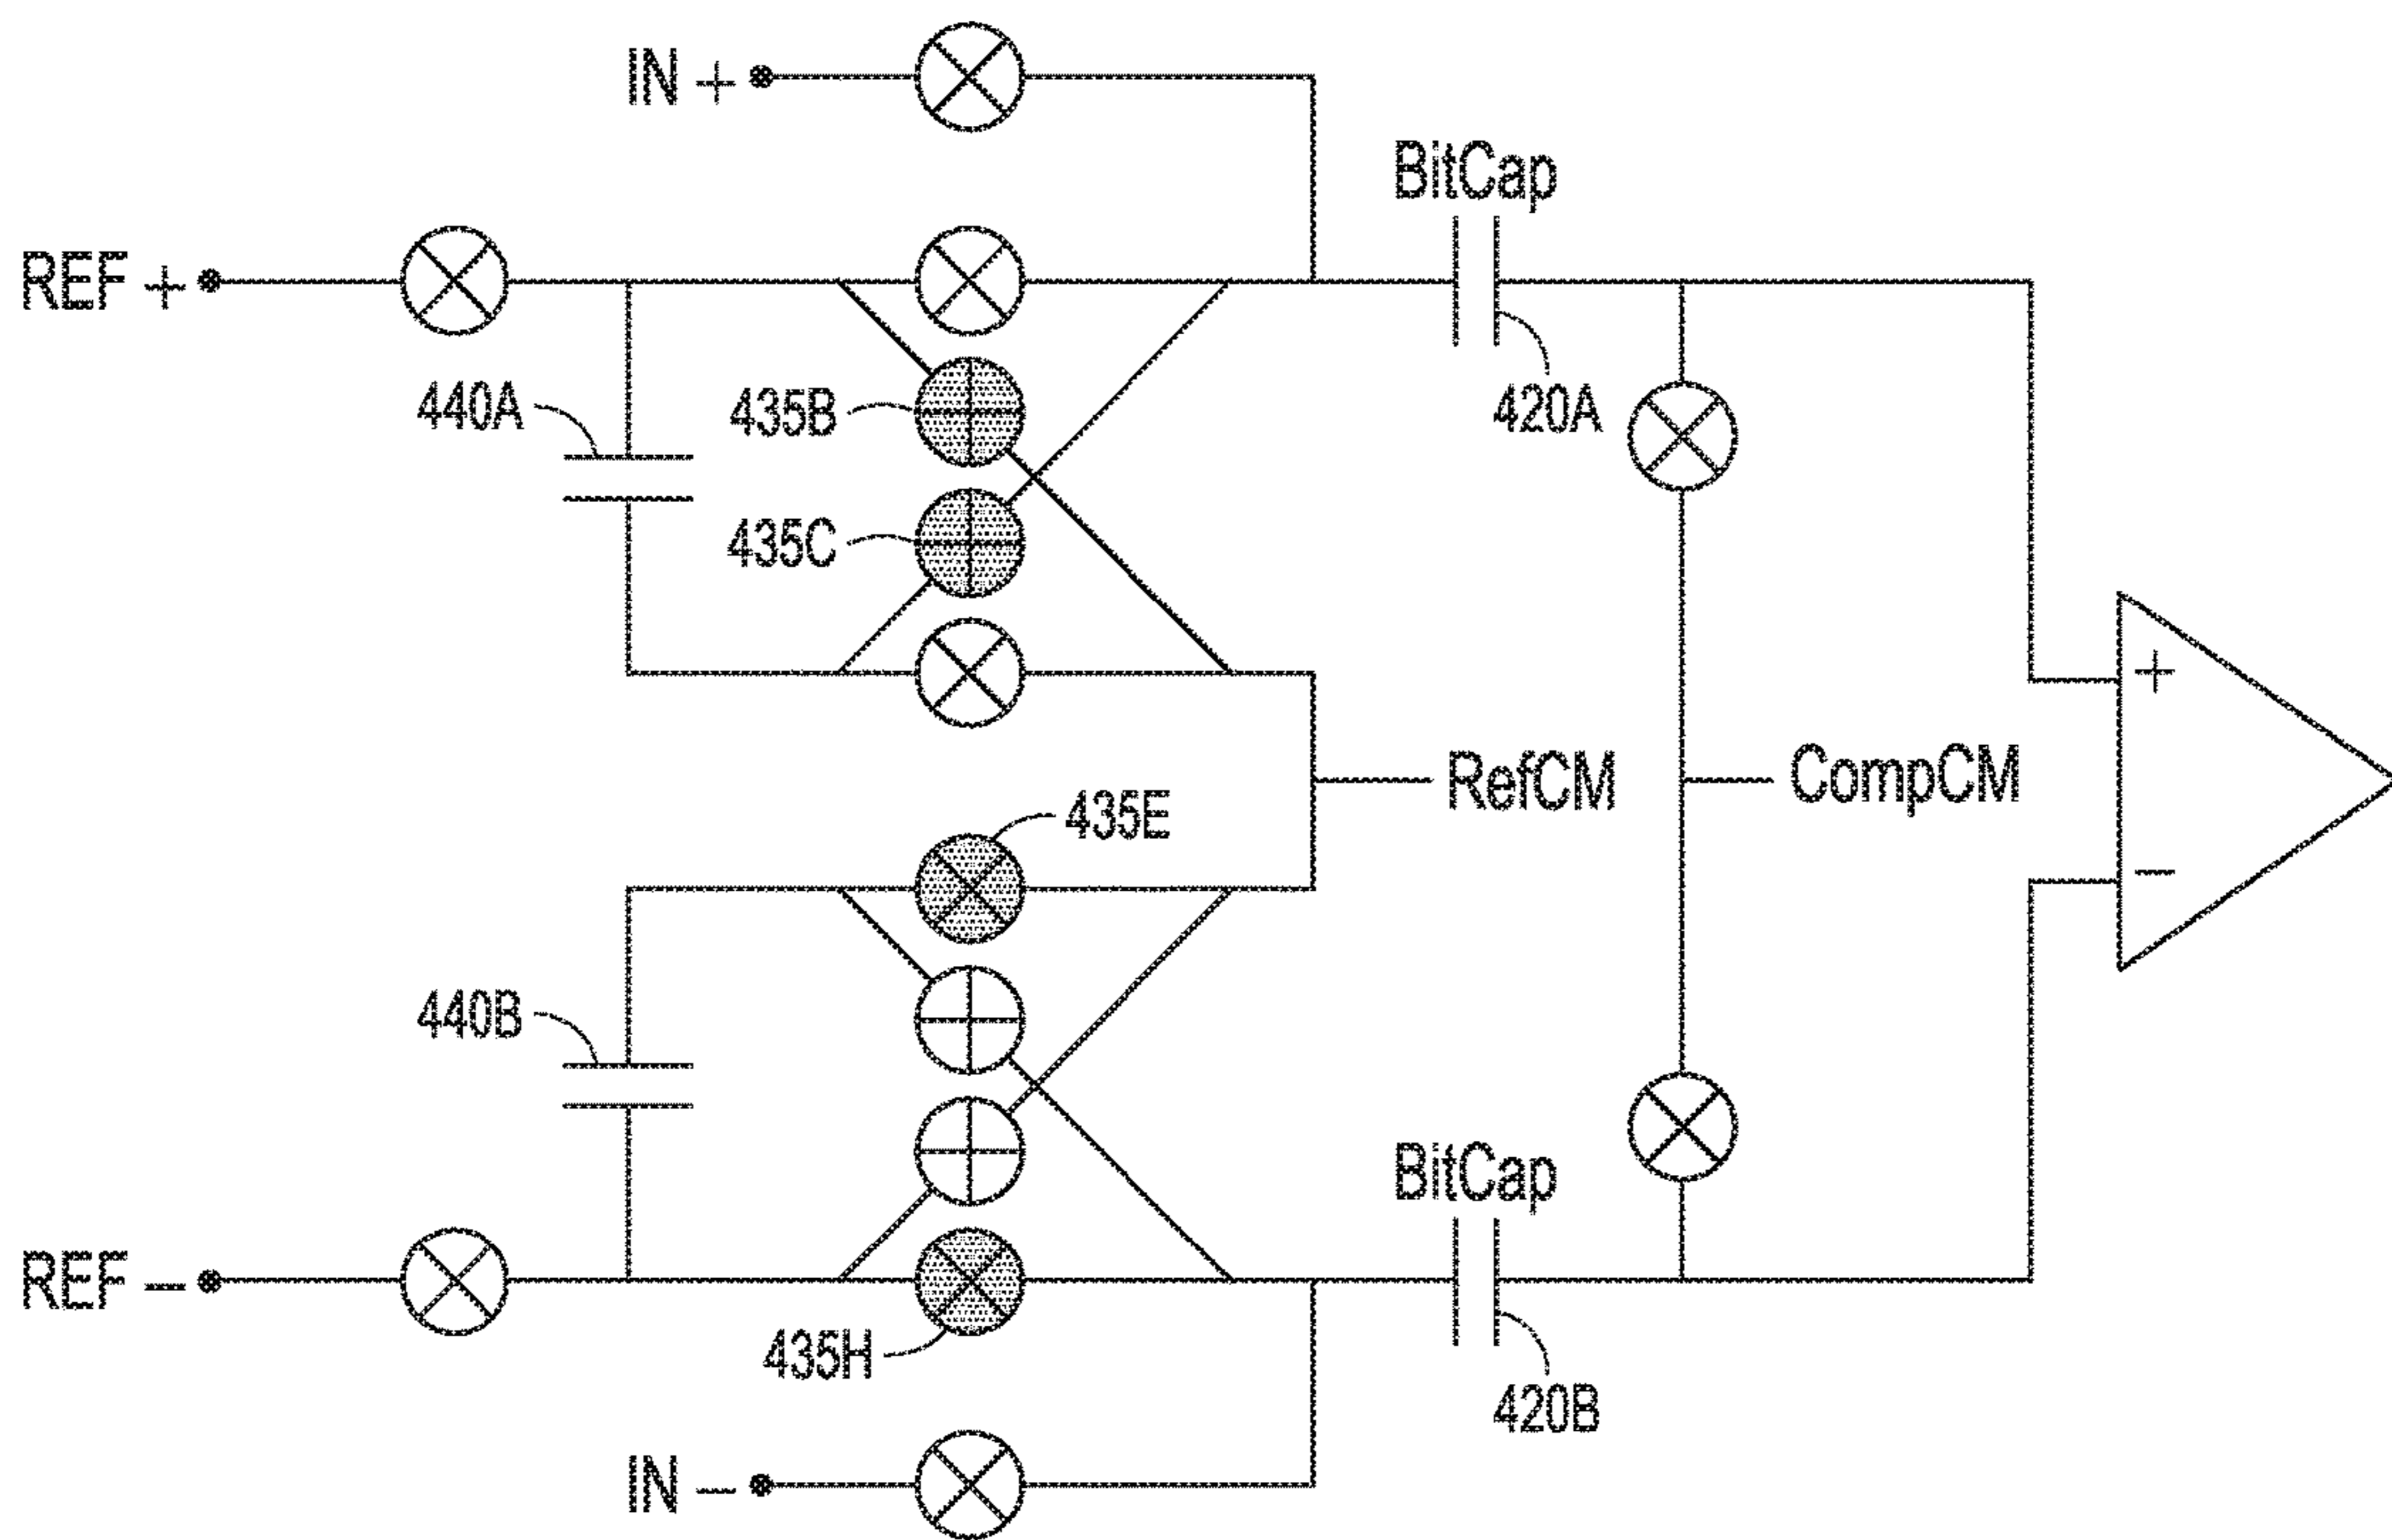 IN +
BitCap
REF +
440A
435B
420A
435C
+
RefCM
CompCM
435E
−
440B
BitCap
REF −
435H
420B
IN −